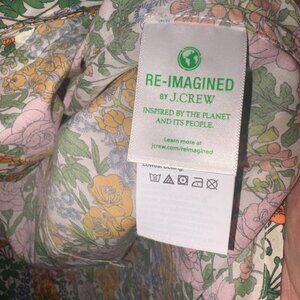 RE-IMAGINED
BY J.CREW
INSPIRED BY THE PLANET
AND ITS PEOPLE.
Learn more at
jcrew.com/reimagined